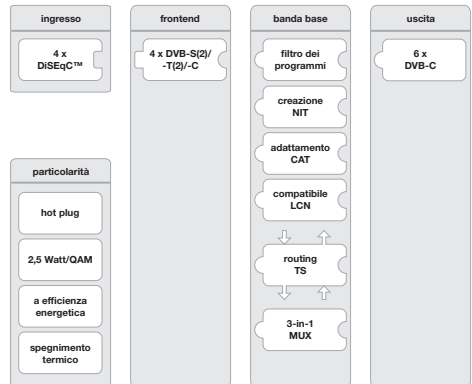 ingresso
4 x
DiSEqC™
particolarità
hot plug
2,5 Watt/QAM
a efficienza
energetica
spegnimento
termico
frontend
4 x DVB-S(2)/
-T(2)/-C
banda base
filtro dei
programmi
creazione
NIT
adattamento
CAT
compatibile
LCN
routing
TS
3-in-1
MUX
uscita
6 x
DVB-C